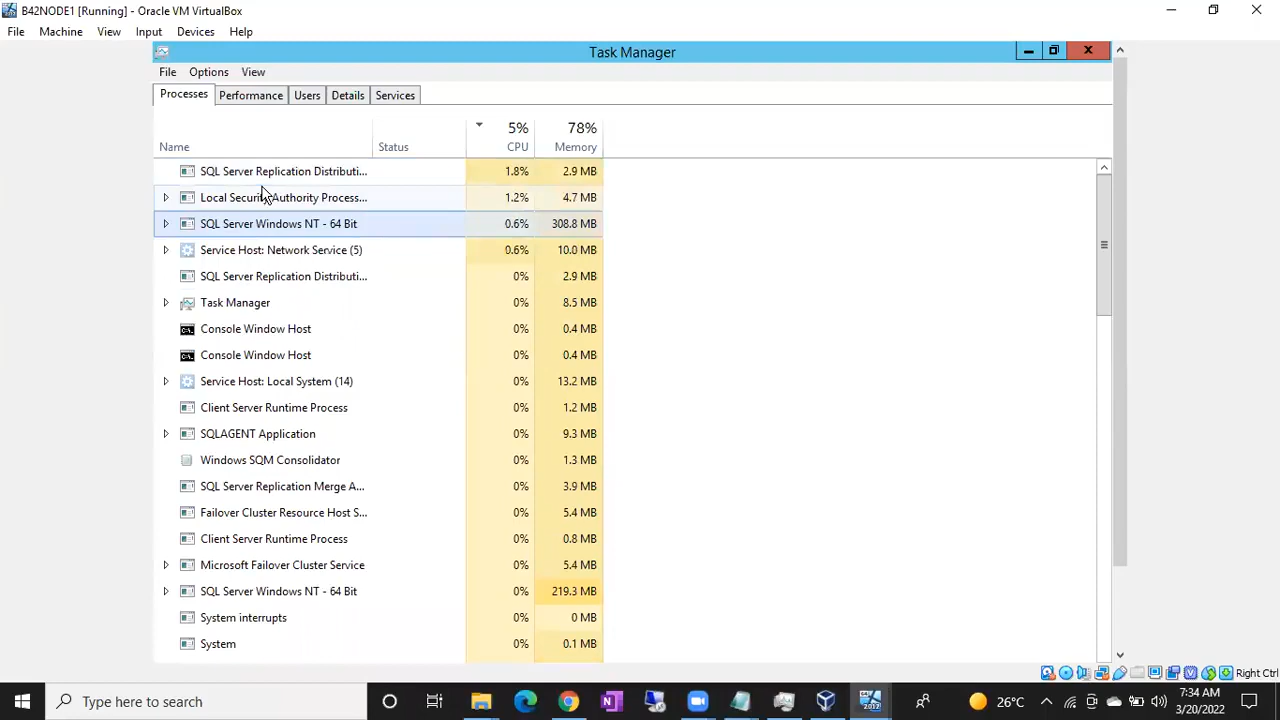 B42NODE1 [Running] - Oracle VM VirtualBox
File Machine View Input Devices Help
Task Manager
File Options View
Processes Performance Users Details Services
5% 78%
Name Status CPU Memory
SQL Server Replication Distributi... 1.8% 2.9 MB
Local Security Authority Process... 1.2% 4.7 MB
SQL Server Windows NT - 64 Bit 0.6% 308.8 MB
Service Host: Network Service (5) 0.6% 10.0 MB
SQL Server Replication Distributi... 0% 2.9 MB
Task Manager 0% 8.5 MB
Console Window Host 0% 0.4 MB
Console Window Host 0% 0.4 MB
Service Host: Local System (14) 0% 13.2 MB
Client Server Runtime Process 0% 1.2 MB
SQLAGENT Application 0% 9.3 MB
Windows SQM Consolidator 0% 1.3 MB
SQL Server Replication Merge A... 0% 3.9 MB
Failover Cluster Resource Host S... 0% 5.4 MB
Client Server Runtime Process 0% 0.8 MB
Microsoft Failover Cluster Service 0% 5.4 MB
SQL Server Windows NT - 64 Bit 0% 219.3 MB
System interrupts 0% 0 MB
System 0% 0.1 MB
Right Ctrl
Type here to search
26°C
7:34 AM
3/20/2022